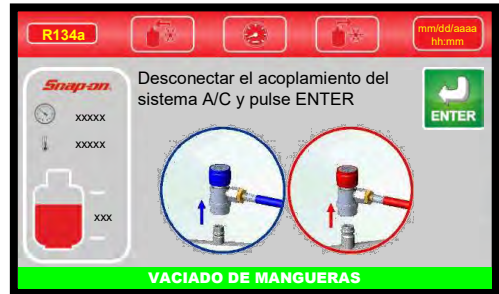 R134a
mm/dd/aaaa
hh:mm
Snap-on
xxxxx
xxxxx
xxx
Desconectar el acoplamiento del
sistema A/C y pulse ENTER
ENTER
VACIADO DE MANGUERAS